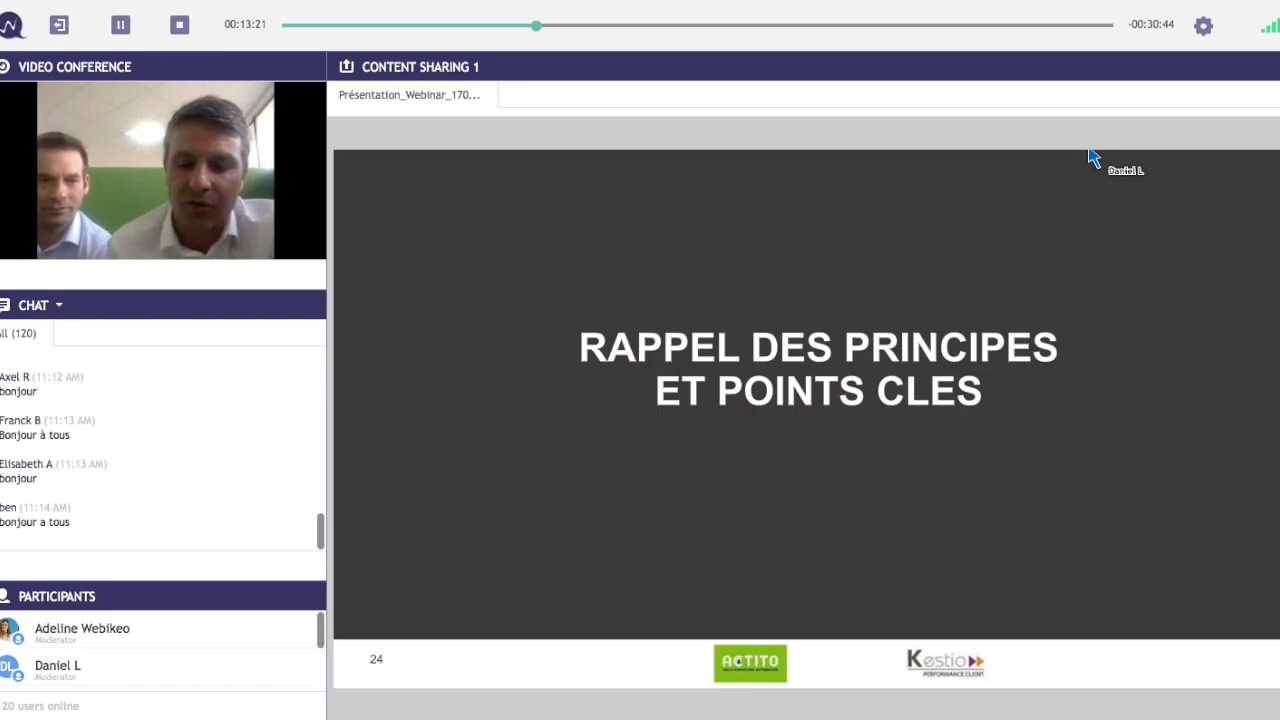 00:13:21
-00:30:44
VIDEO CONFERENCE
CONTENT SHARING 1
Présentation_Webinar_170...
Daniel L
RAPPEL DES PRINCIPES
ET POINTS CLES
24
ACTITO
Kestio
PERFORMANCE CLIENT
CHAT
All (120)
Axel R (11:12 AM)
bonjour
Franck B (11:13 AM)
Bonjour à tous
Elisabeth A (11:13 AM)
bonjour
ben (11:14 AM)
bonjour a tous
PARTICIPANTS
Adeline Webikeo
Moderator
DL
Daniel L
Moderator
20 users online